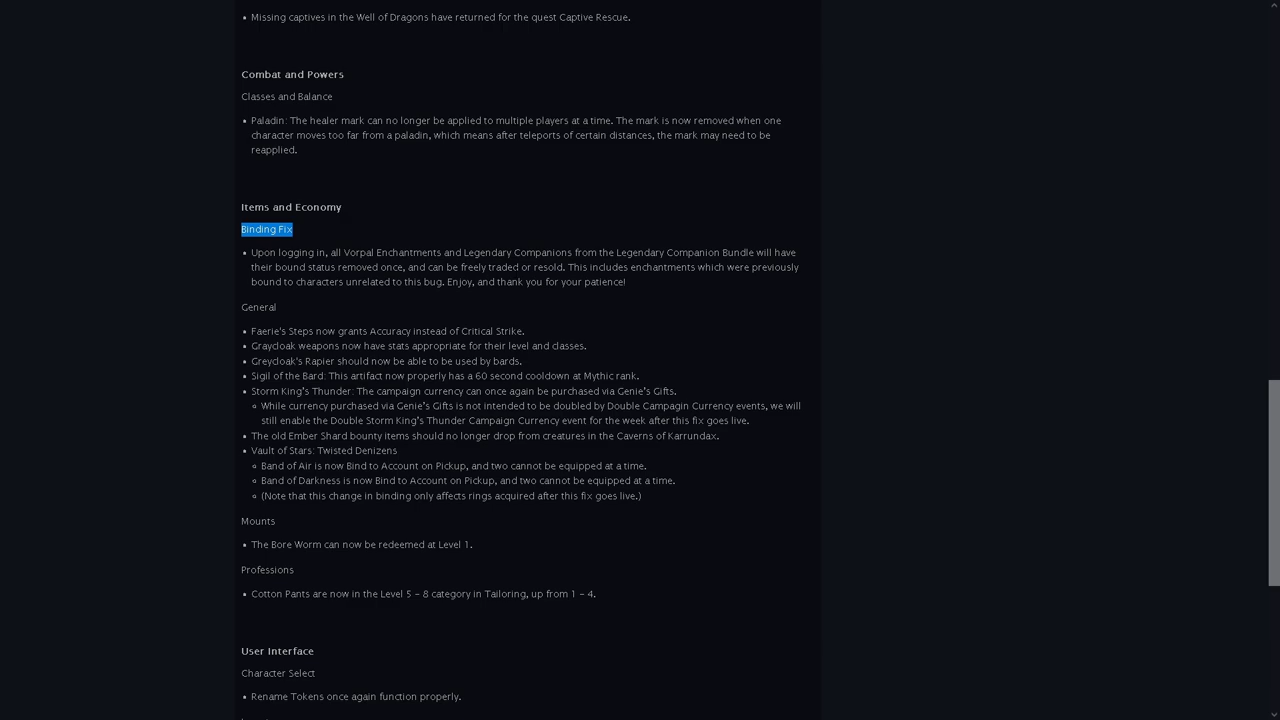 • Missing captives in the Well of Dragons have returned for the quest Captive Rescue.
Combat and Powers
Classes and Balance
• Paladin: The healer mark can no longer be applied to multiple players at a time. The mark is now removed when one
character moves too far from a paladin, which means after teleports of certain distances, the mark may need to be
reapplied.
Items and Economy
Binding Fix
• Upon logging in, all Vorpal Enchantments and Legendary Companions from the Legendary Companion Bundle will have
their bound status removed once, and can be freely traded or resold. This includes enchantments which were previously
bound to characters unrelated to this bug. Enjoy, and thank you for your patience!
General
• Faerie's Steps now grants Accuracy instead of Critical Strike.
• Graycloak weapons now have stats appropriate for their level and classes.
• Greycloak's Rapier should now be able to be used by bards.
• Sigil of the Bard: This artifact now properly has a 60 second cooldown at Mythic rank.
• Storm King's Thunder: The campaign currency can once again be purchased via Genie's Gifts.
◦ While currency purchased via Genie's Gifts is not intended to be doubled by Double Campagin Currency events, we will
still enable the Double Storm King's Thunder Campaign Currency event for the week after this fix goes live.
• The old Ember Shard bounty items should no longer drop from creatures in the Caverns of Karrundax.
• Vault of Stars: Twisted Denizens
◦ Band of Air is now Bind to Account on Pickup, and two cannot be equipped at a time.
◦ Band of Darkness is now Bind to Account on Pickup, and two cannot be equipped at a time.
◦ (Note that this change in binding only affects rings acquired after this fix goes live.)
Mounts
• The Bore Worm can now be redeemed at Level 1.
Professions
• Cotton Pants are now in the Level 5 - 8 category in Tailoring, up from 1 - 4.
User Interface
Character Select
• Rename Tokens once again function properly.